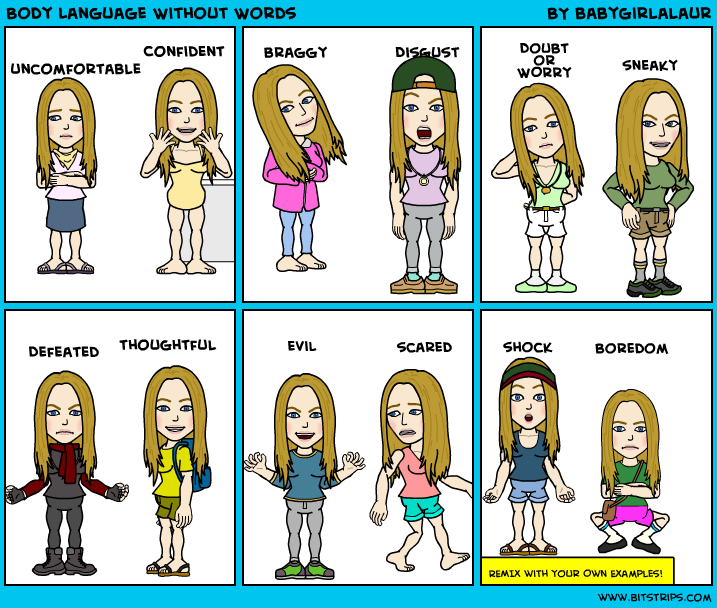 BODY LANGUAGE WITHOUT WORDS
BY BABYGIRLALAUR
UNCOMFORTABLE
CONFIDENT
BRAGGY
DISGUST
DOUBT
OR
WORRY
SNEAKY
DEFEATED
THOUGHTFUL
EVIL
SCARED
SHOCK
BOREDOM
REMIX WITH YOUR OWN EXAMPLES!
WWW.BITSTRIPS.COM